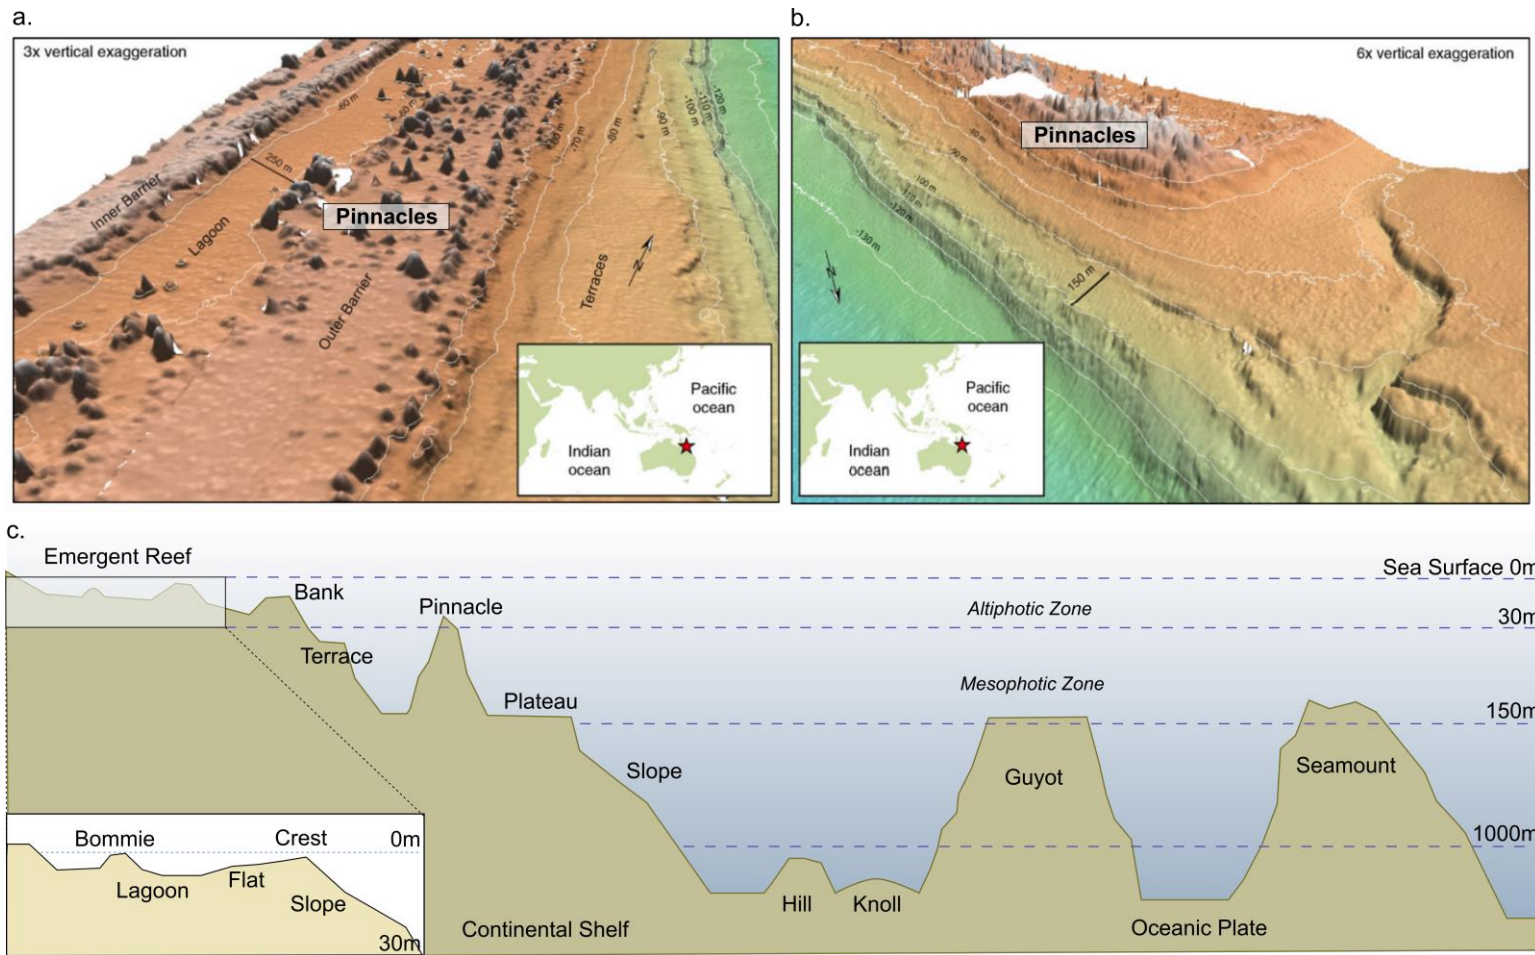 a.
3x vertical exaggeration
-60 m
-60 m
Inner Barrier
250 m
Lagoon
Pinnacles
Outer Barrier
-70 m
-80 m
-90 m
-100 m
-110 m
-120 m
Terraces
N
Pacific
ocean
Indian
ocean
b.
6x vertical exaggeration
Pinnacles
-100 m
-110 m
-120 m
-130 m
150 m
N
Pacific
ocean
Indian
ocean
c.
Emergent Reef
Sea Surface 0m
Bank
Pinnacle
Altiphotic Zone
30m
Terrace
Mesophotic Zone
Plateau
150m
Slope
Guyot
Seamount
Bommie
Crest
0m
1000m
Lagoon
Flat
Slope
Hill
Knoll
30m
Continental Shelf
Oceanic Plate